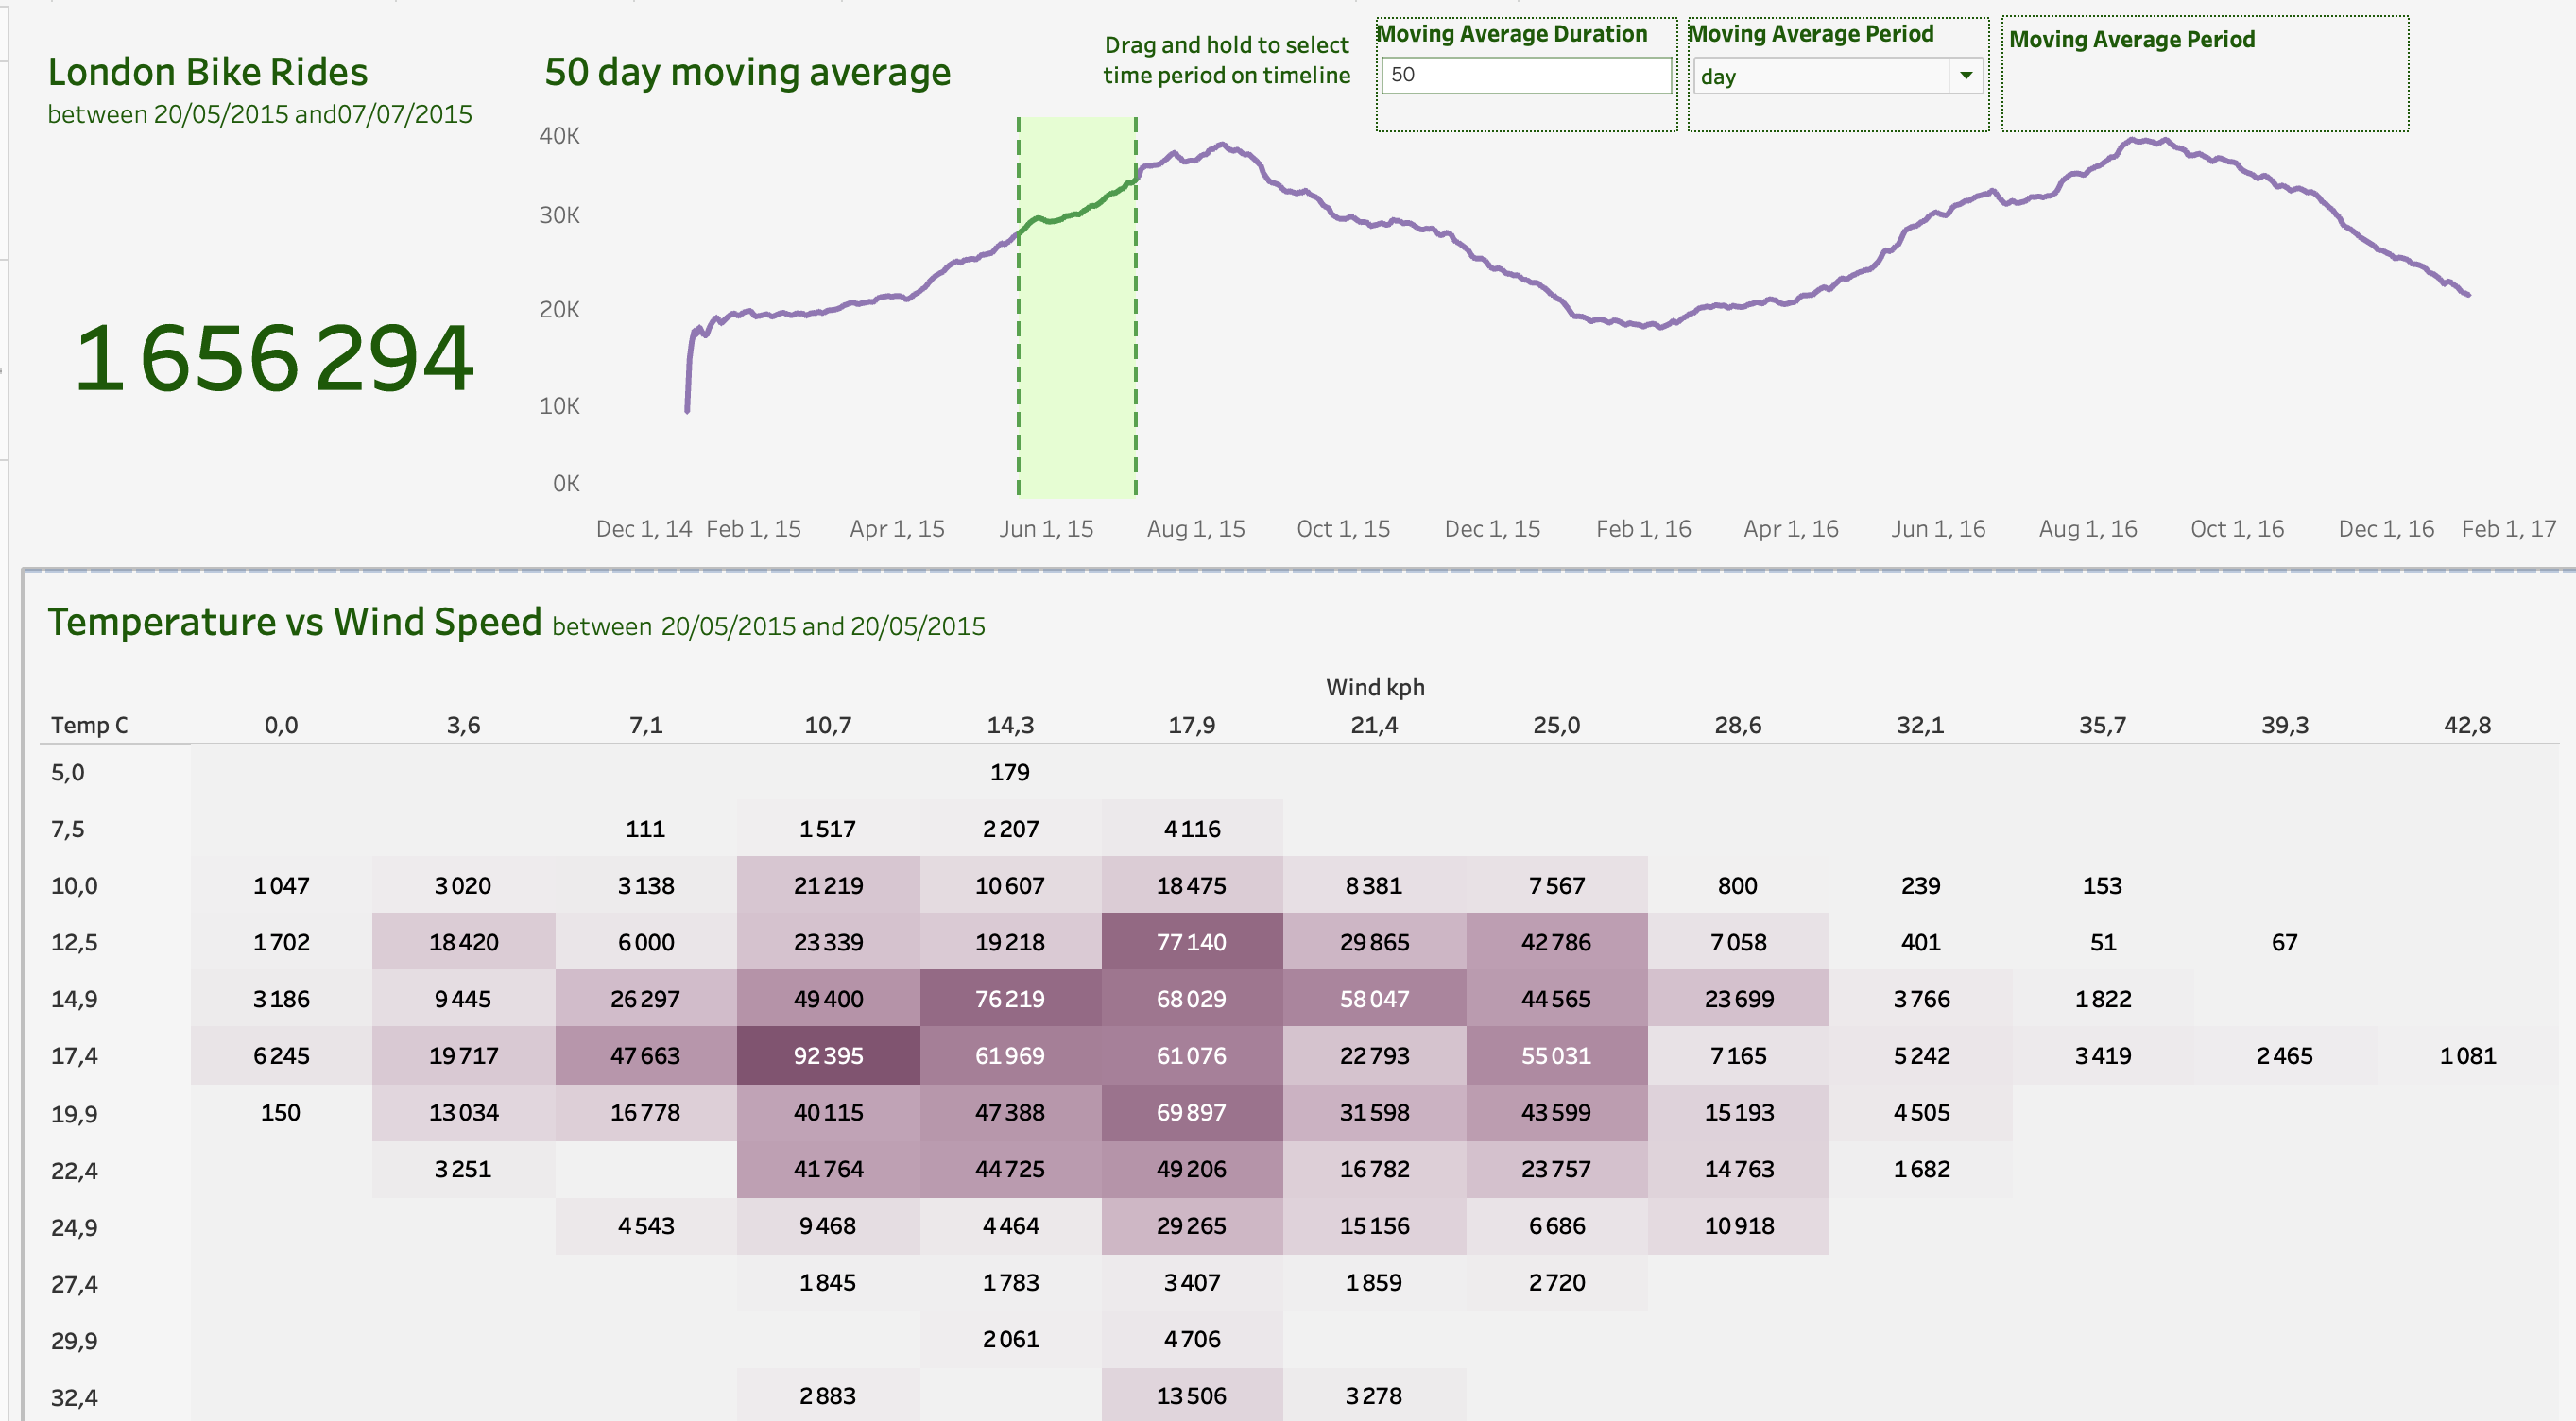 London Bike Rides
between 20/05/2015 and07/07/2015
1 656 294
50 day moving average
Drag and hold to select
time period on timeline
Moving Average Duration
50
Moving Average Period
day
Moving Average Period
40K
30K
20K
10K
0K
Dec 1, 14 Feb 1, 15 Apr 1, 15 Jun 1, 15 Aug 1, 15 Oct 1, 15 Dec 1, 15 Feb 1, 16 Apr 1, 16 Jun 1, 16 Aug 1, 16 Oct 1, 16 Dec 1, 16 Feb 1, 17
Temperature vs Wind Speed between 20/05/2015 and 20/05/2015
Wind kph
Temp C 0,0 3,6 7,1 10,7 14,3 17,9 21,4 25,0 28,6 32,1 35,7 39,3 42,8
5,0 179
7,5 111 1 517 2 207 4 116
10,0 1 047 3 020 3 138 21 219 10 607 18 475 8 381 7 567 800 239 153
12,5 1 702 18 420 6 000 23 339 19 218 77 140 29 865 42 786 7 058 401 51 67
14,9 3 186 9 445 26 297 49 400 76 219 68 029 58 047 44 565 23 699 3 766 1 822
17,4 6 245 19 717 47 663 92 395 61 969 61 076 22 793 55 031 7 165 5 242 3 419 2 465 1 081
19,9 150 13 034 16 778 40 115 47 388 69 897 31 598 43 599 15 193 4 505
22,4 3 251 41 764 44 725 49 206 16 782 23 757 14 763 1 682
24,9 4 543 9 468 4 464 29 265 15 156 6 686 10 918
27,4 1 845 1 783 3 407 1 859 2 720
29,9 2 061 4 706
32,4 2 883 13 506 3 278